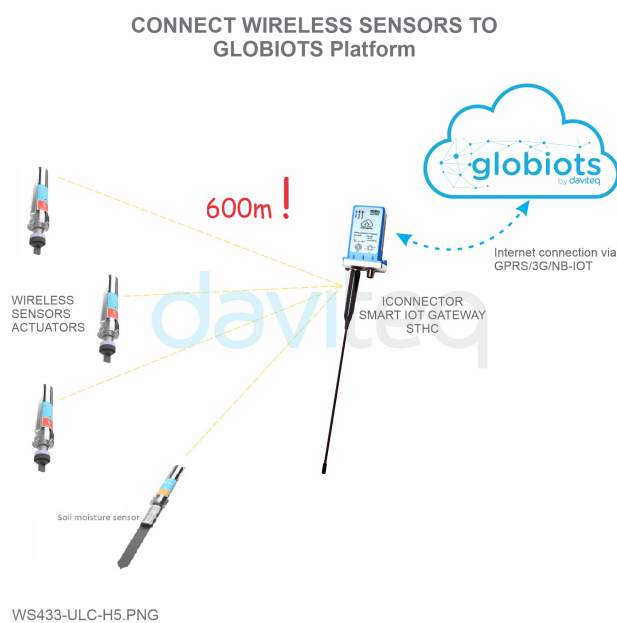 CONNECT WIRELESS SENSORS TO
GLOBIOTS Platform
globiots
by daviteq
600m !
Internet connection via
GPRS/3G/NB-IOT
WIRELESS
SENSORS
ACTUATORS
ICONNECTOR
SMART IOT GATEWAY
STHC
daviteq
Soil moisture sensor
WS433-ULC-H5.PNG